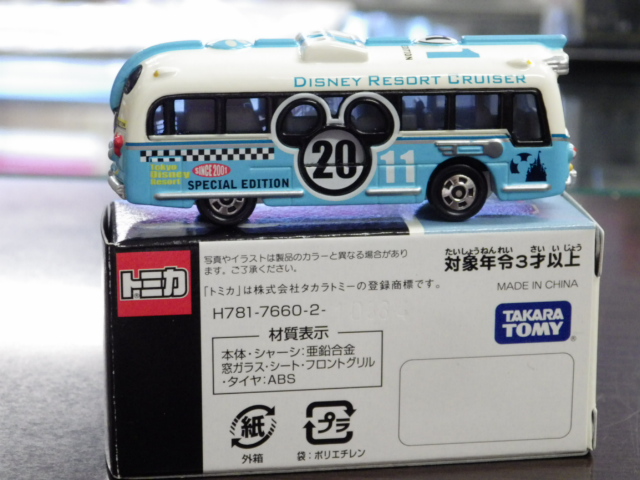 DISNEY RESORT CRUISER
1
Tokyo
Disney
Resort
SINCE 2001
SPECIAL EDITION
20
11
トミカ
写真やイラストは製品のカラーと異なる場合があり
ます。ご了承ください。
たいしょうねんれい さい いじょう
対象年令3才以上
「トミカ」は株式会社タカラトミーの登録商標です。
MADE IN CHINA
H781-7660-2-
TAKARA
TOMY
材質表示
本体・シャーシ:亜鉛合金
窓ガラス・シート・フロントグリル
・タイヤ:ABS
紙
外箱
プラ
袋:ポリエチレン